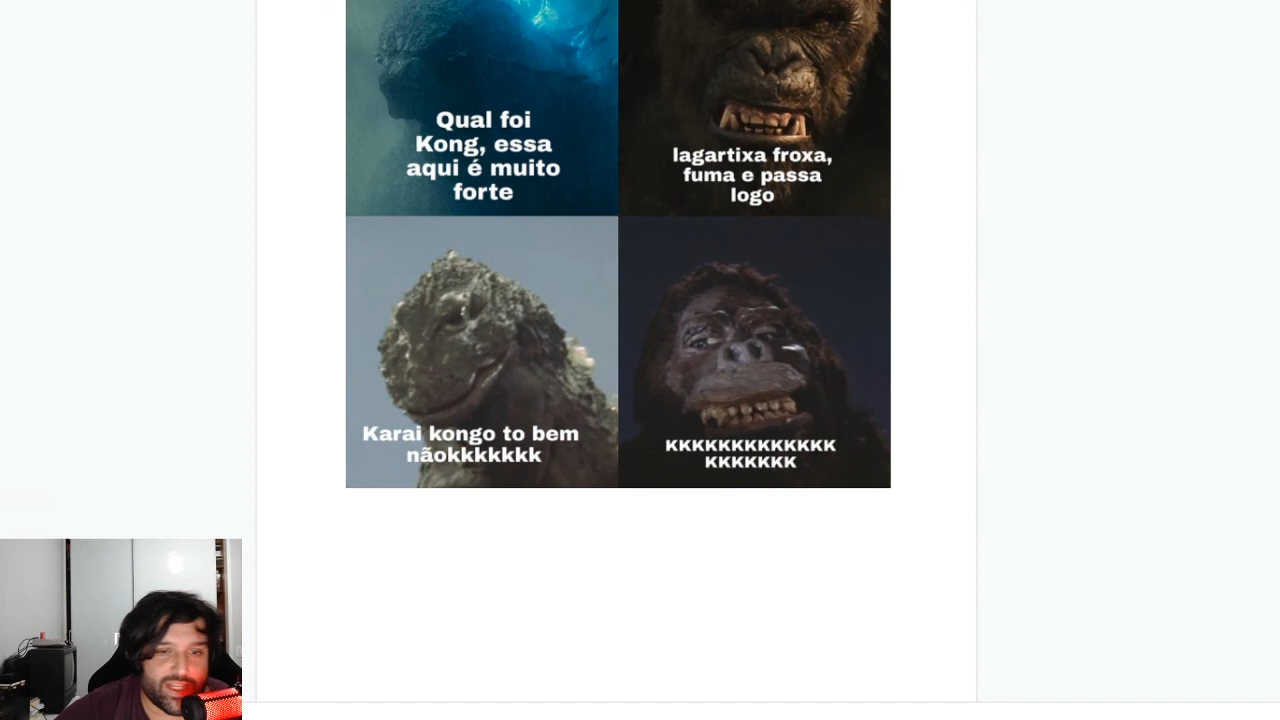 Qual foi
Kong, essa
aqui é muito
forte
lagartixa froxa,
fuma e passa
logo
Karai kongo to bem
nãokkkkkkk
KKKKKKKKKKKKK
KKKKKKK